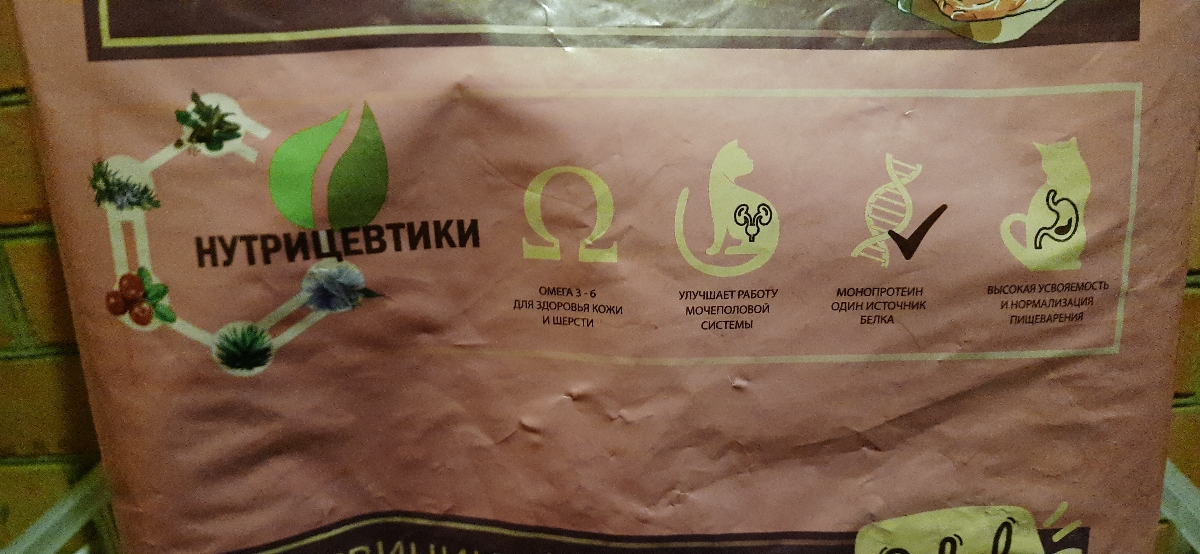 НУТРИЦЕВТИКИ
Ω
ОМЕГА 3 - 6
ДЛЯ ЗДОРОВЬЯ КОЖИ
И ШЕРСТИ
УЛУЧШАЕТ РАБОТУ
МОЧЕПОЛОВОЙ
СИСТЕМЫ
МОНОПРОТЕИН
ОДИН ИСТОЧНИК
БЕЛКА
ВЫСОКАЯ УСВОЯЕМОСТЬ
И НОРМАЛИЗАЦИЯ
ПИЩЕВАРЕНИЯ